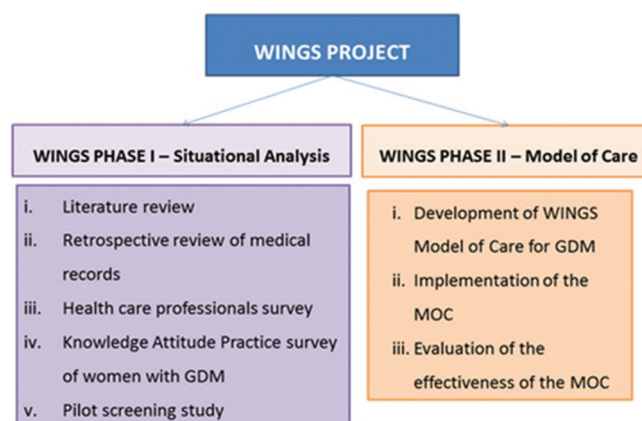 WINGS PROJECT
WINGS PHASE I – Situational Analysis
i. Literature review
ii. Retrospective review of medical
records
iii. Health care professionals survey
iv. Knowledge Attitude Practice survey
of women with GDM
v. Pilot screening study
WINGS PHASE II – Model of Care
i. Development of WINGS
Model of Care for GDM
ii. Implementation of the
MOC
iii. Evaluation of the
effectiveness of the MOC